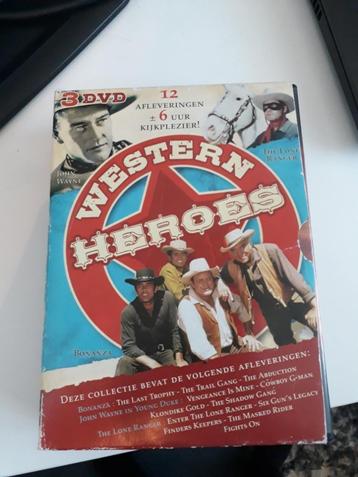 3 DVD
12
AFLEVERINGEN
± 6 UUR
KIJKPLEZIER!
JOHN
WAYNE
THE LONE
RANGER
WESTERN
HEROES
BONANZA
DEZE COLLECTIE BEVAT DE VOLGENDE AFLEVERINGEN:
BONANZA : THE LAST TROPHY - THE TRAIL GANG - THE ABDUCTION
JOHN WAYNE IN YOUNG DUKE : VENGEANCE IS MINE - COWBOY G-MAN
KLONDIKE GOLD - THE SHADOW GANG
THE LONE RANGER : ENTER THE LONE RANGER - SIX GUN'S LEGACY
FINDERS KEEPERS - THE MASKED RIDER
FIGHTS ON